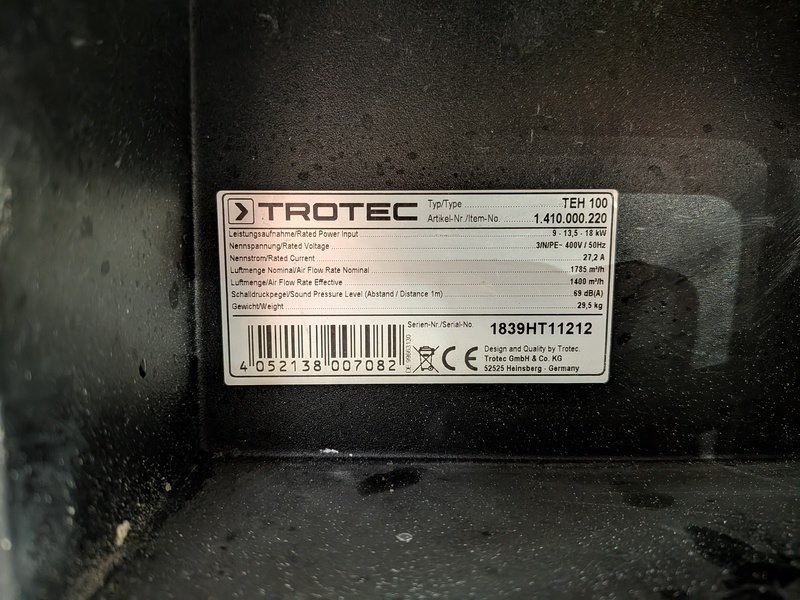 TROTEC
Typ/Type TEH 100
Artikel-Nr./Item-No. 1.410.000.220
Leistungsaufnahme/Rated Power Input 9 - 13,5 - 18 kW
Nennspannung/Rated Voltage 3/N/PE~ 400V / 50Hz
Nennstrom/Rated Current 27,2 A
Luftmenge Nominal/Air Flow Rate Nominal 1785 m³/h
Luftmenge/Air Flow Rate Effective 1400 m³/h
Schalldruckpegel/Sound Pressure Level (Abstand / Distance 1m) 69 dB(A)
Gewicht/Weight 29,5 kg
Serien-Nr./Serial-No. 1839HT11212
4 052138 007082
CE
Design and Quality by Trotec.
Trotec GmbH & Co. KG
52525 Heinsberg - Germany